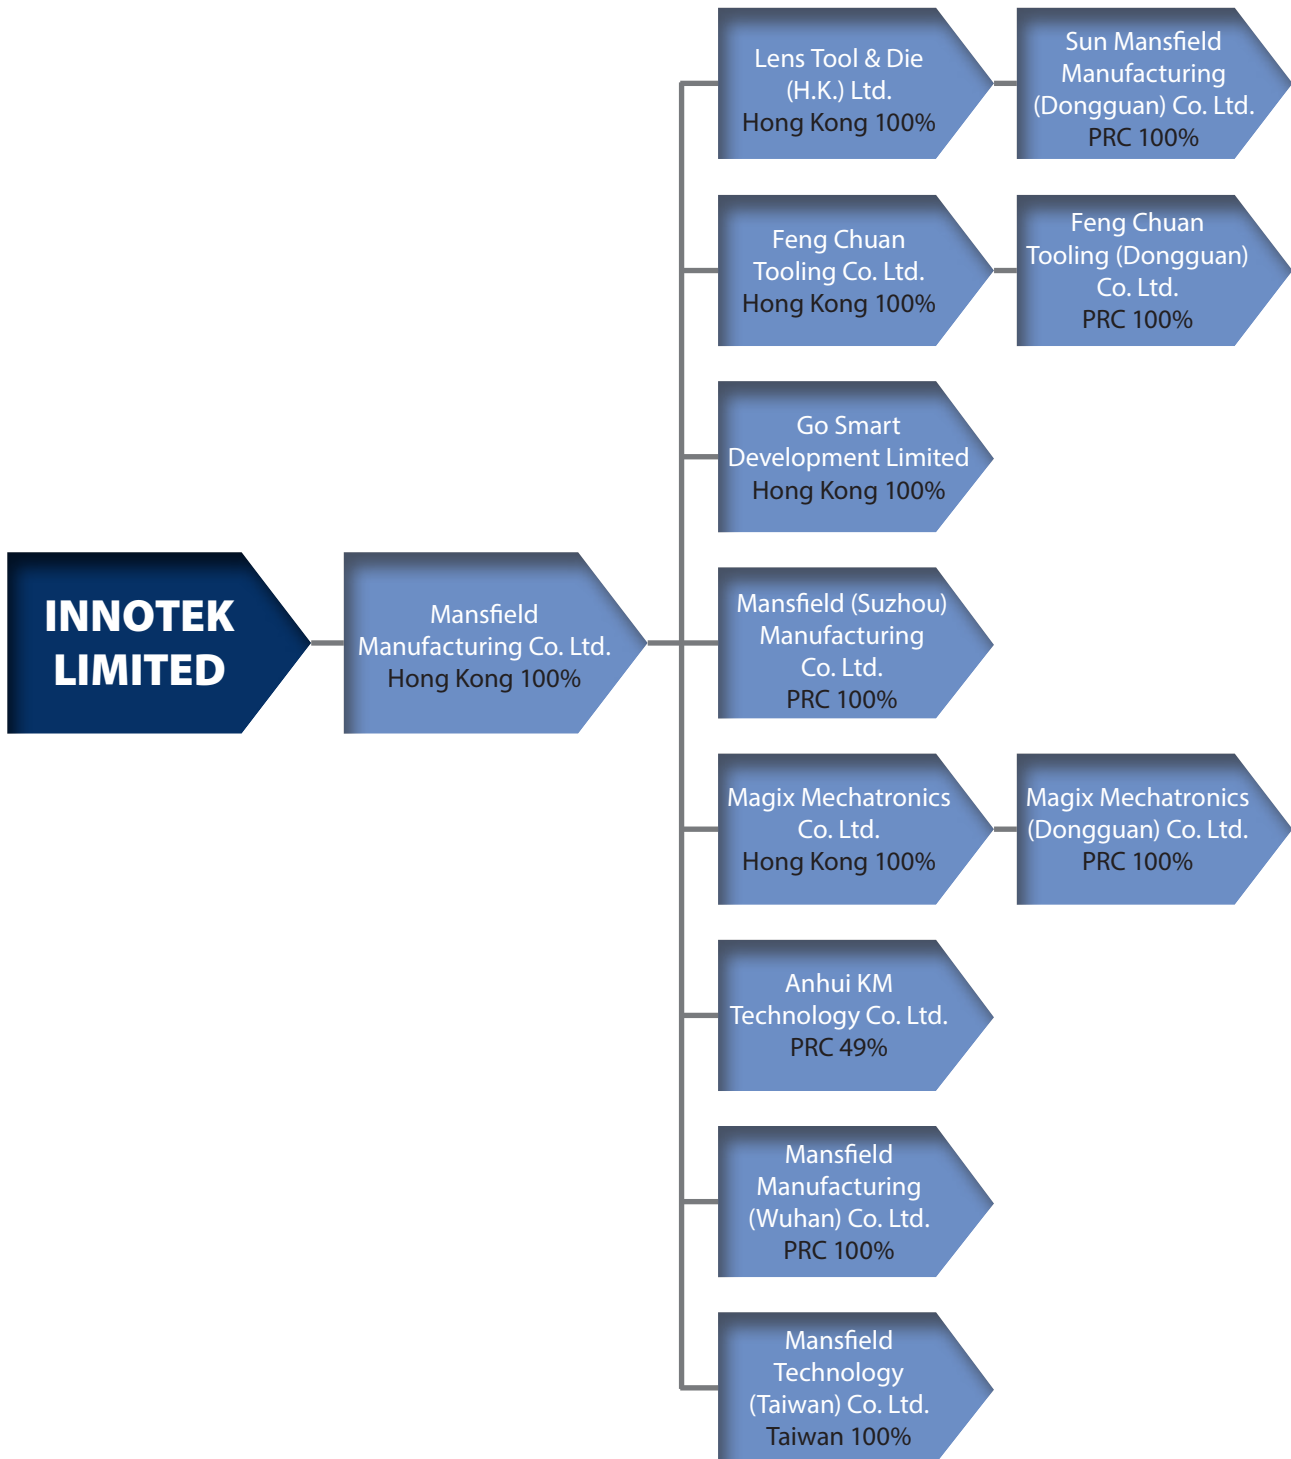 INNOTEK
LIMITED
Mansfield
Manufacturing Co. Ltd.
Hong Kong 100%
Lens Tool & Die
(H.K.) Ltd.
Hong Kong 100%
Sun Mansfield
Manufacturing
(Dongguan) Co. Ltd.
PRC 100%
Feng Chuan
Tooling Co. Ltd.
Hong Kong 100%
Feng Chuan
Tooling (Dongguan)
Co. Ltd.
PRC 100%
Go Smart
Development Limited
Hong Kong 100%
Mansfield (Suzhou)
Manufacturing
Co. Ltd.
PRC 100%
Magix Mechatronics
Co. Ltd.
Hong Kong 100%
Magix Mechatronics
(Dongguan) Co. Ltd.
PRC 100%
Anhui KM
Technology Co. Ltd.
PRC 49%
Mansfield
Manufacturing
(Wuhan) Co. Ltd.
PRC 100%
Mansfield
Technology
(Taiwan) Co. Ltd.
Taiwan 100%